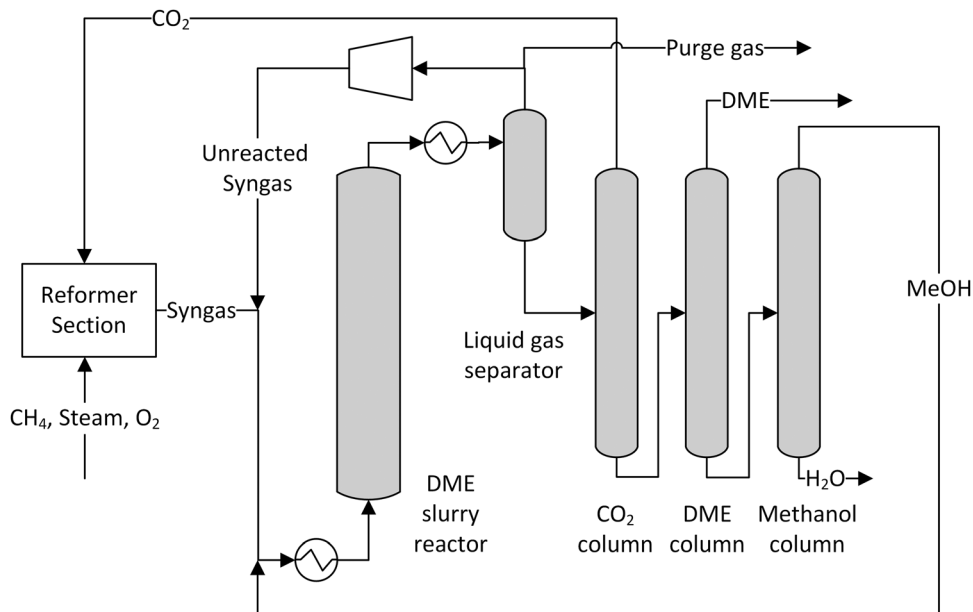 CO₂
Purge gas
DME
Unreacted
Syngas
Reformer
Section
Syngas
MeOH
Liquid gas
separator
CH₄, Steam, O₂
DME
slurry
reactor
H₂O
CO₂
column
DME
column
Methanol
column